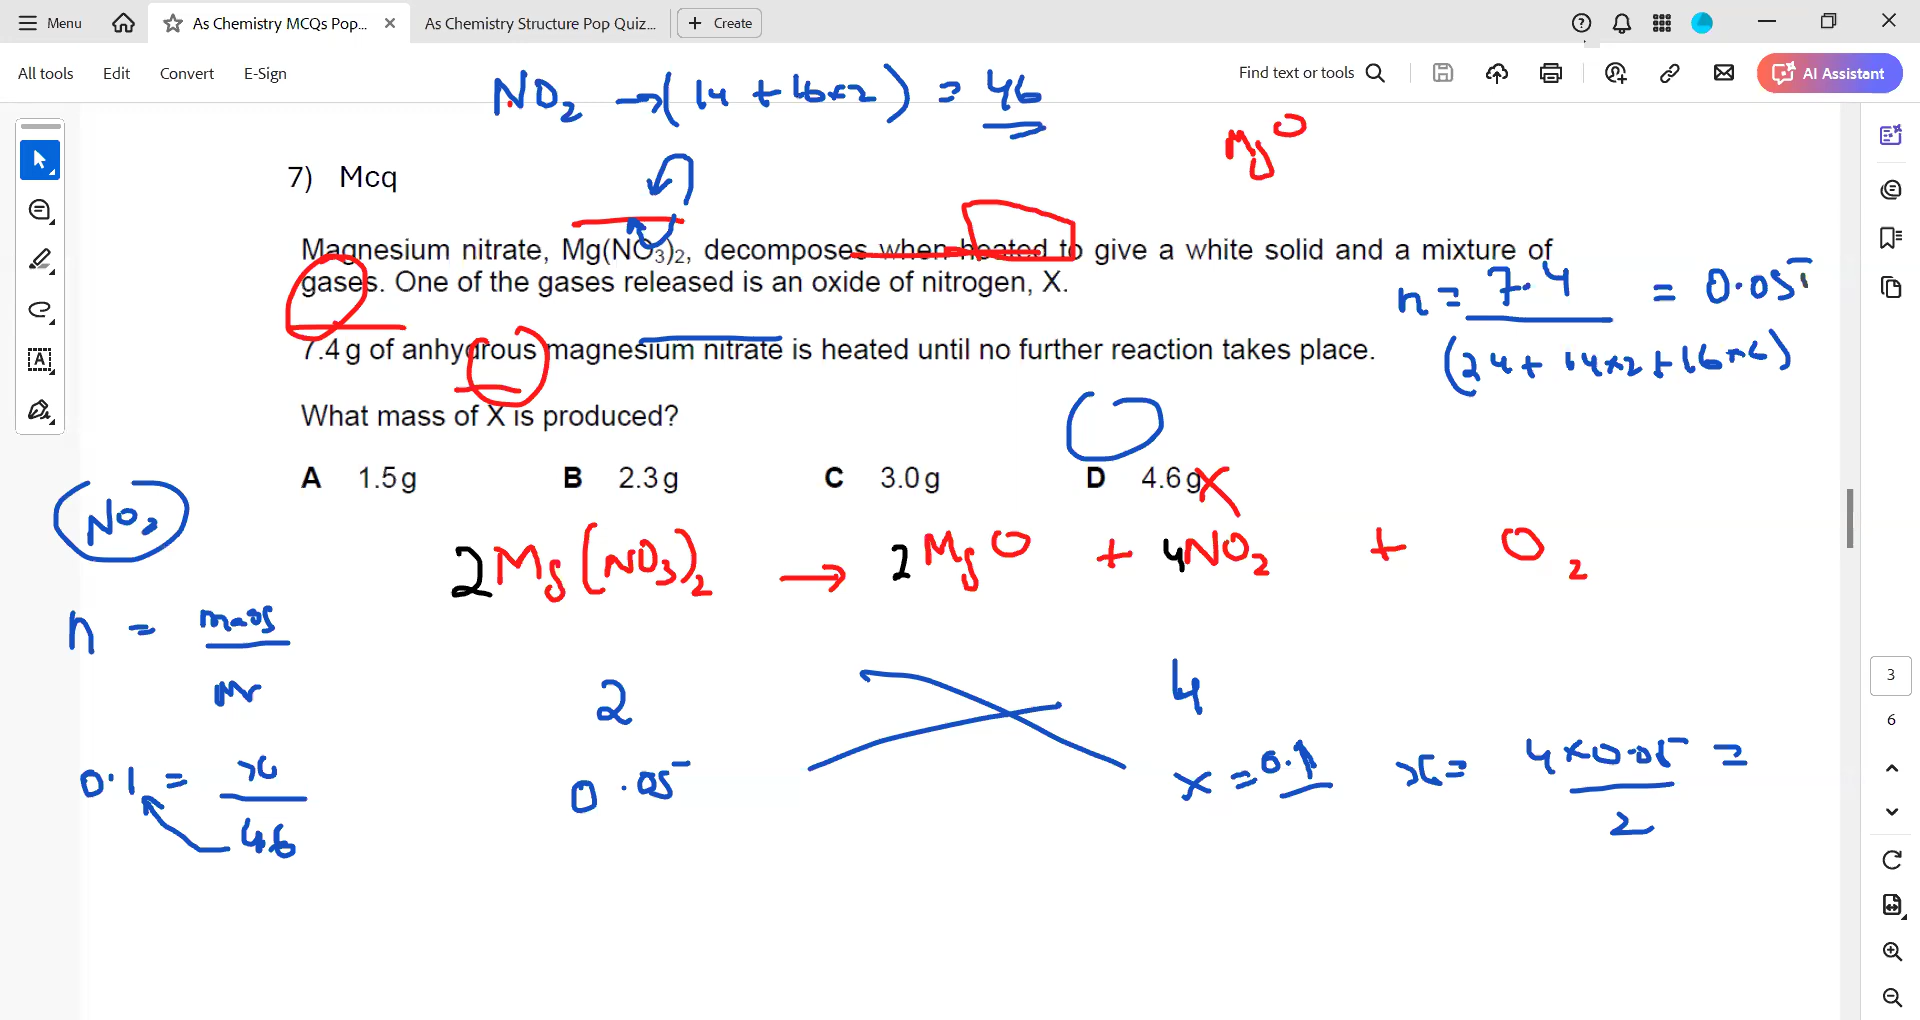 Menu As Chemistry MCQs Pop... As Chemistry Structure Pop Quiz... + Create
All tools Edit Convert E-Sign Find text or tools AI Assistant
NO2 → (14 + 16×2) = 46
MgO
7) Mcq
Magnesium nitrate, Mg(NO3)2, decomposes when heated to give a white solid and a mixture of
gases. One of the gases released is an oxide of nitrogen, X.
n = 7.4 = 0.05
(24 + 14×2 + 16×6)
7.4 g of anhydrous magnesium nitrate is heated until no further reaction takes place.
What mass of X is produced?
A 1.5 g B 2.3 g C 3.0 g D 4.6 g
NO2
2Mg(NO3)2 → 2MgO + 4NO2 + O2
n = mass
Mr
2 4
0.1 = x
46
0.05 x = 0.1 x = 4×0.05 =
2
3
6